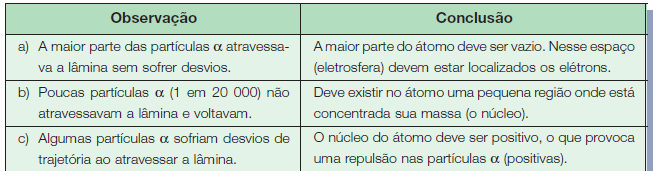 Observação
Conclusão
a) A maior parte das partículas α atravessa-
va a lâmina sem sofrer desvios.
A maior parte do átomo deve ser vazio. Nesse espaço
(eletrosfera) devem estar localizados os elétrons.
b) Poucas partículas α (1 em 20 000) não
atravessavam a lâmina e voltavam.
Deve existir no átomo uma pequena região onde está
concentrada sua massa (o núcleo).
c) Algumas partículas α sofriam desvios de
trajetória ao atravessar a lâmina.
O núcleo do átomo deve ser positivo, o que provoca
uma repulsão nas partículas α (positivas).